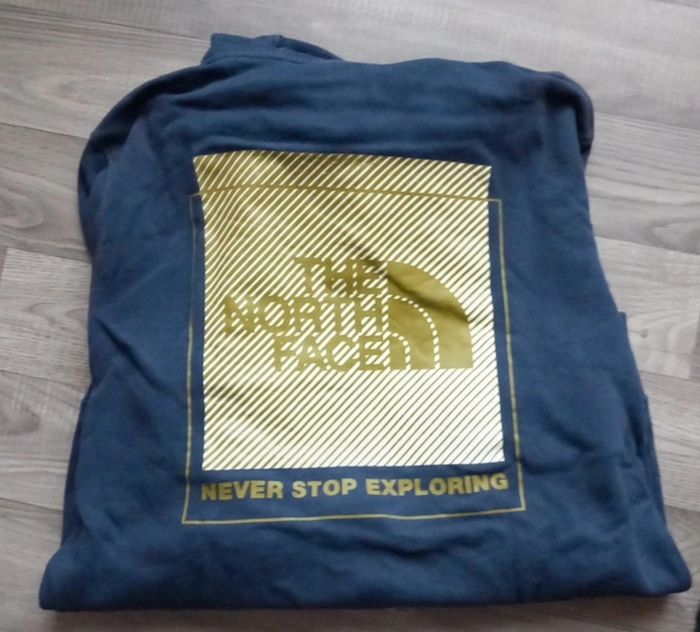 THE
NORTH
FACE
NEVER STOP EXPLORING